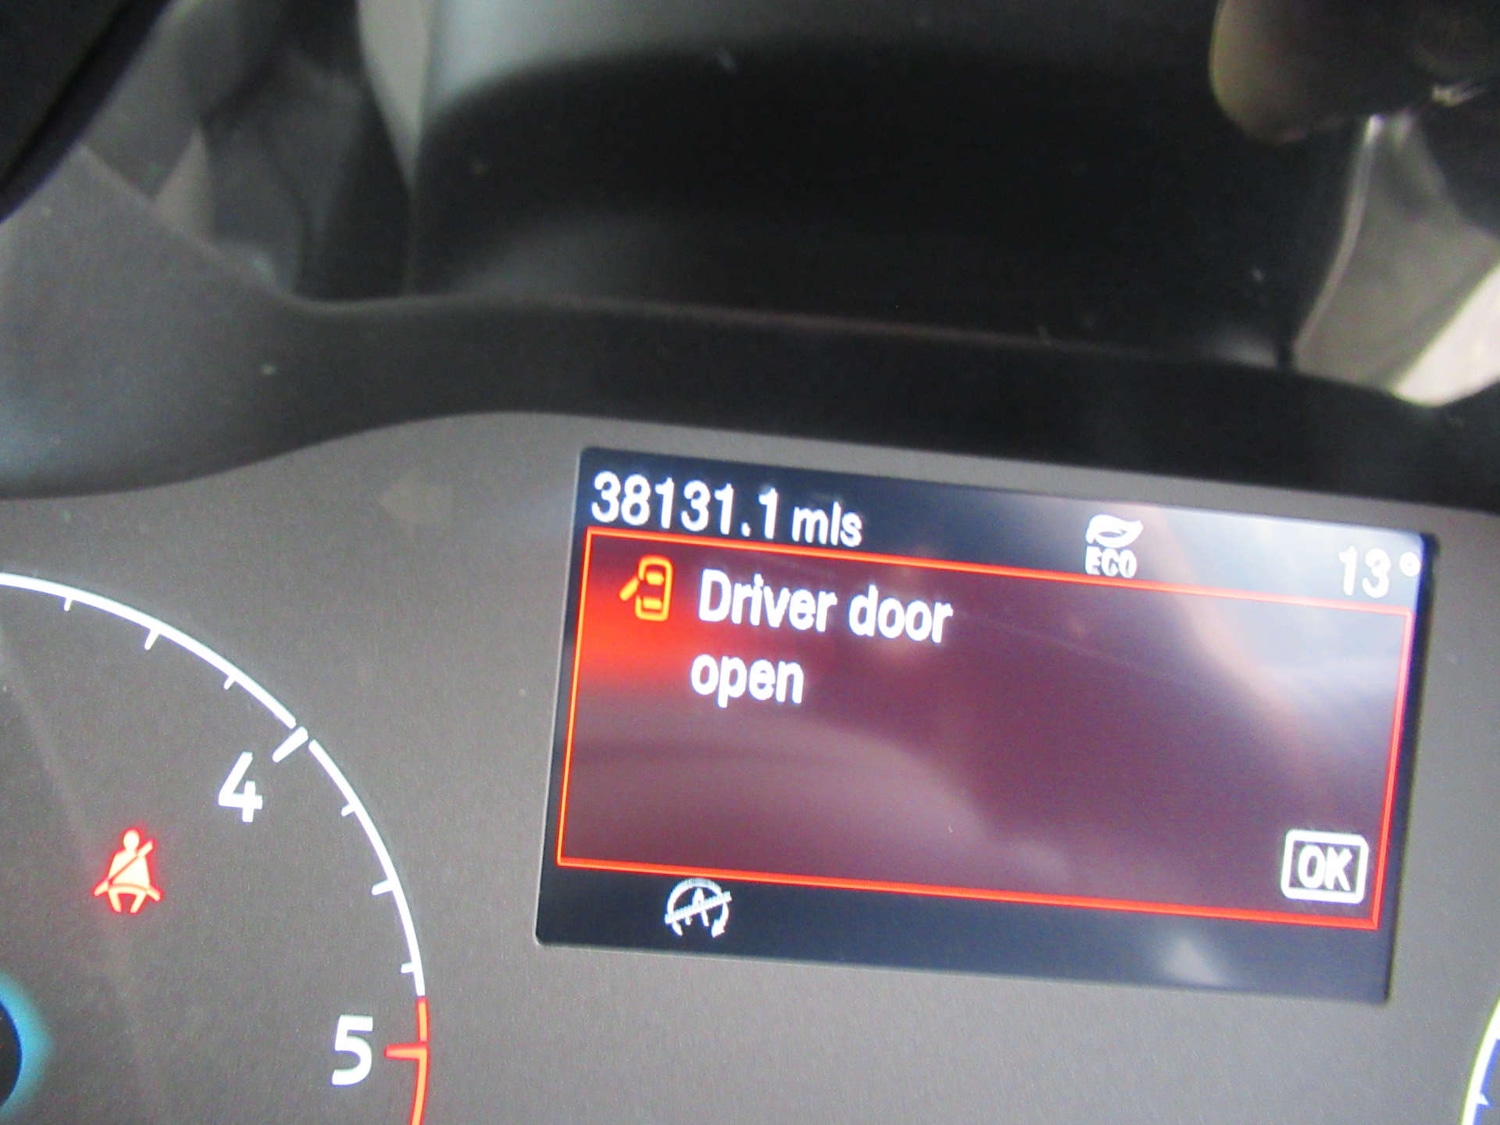 38131.1 mls
ECO
13°
Driver door
open
OK
A
4
5